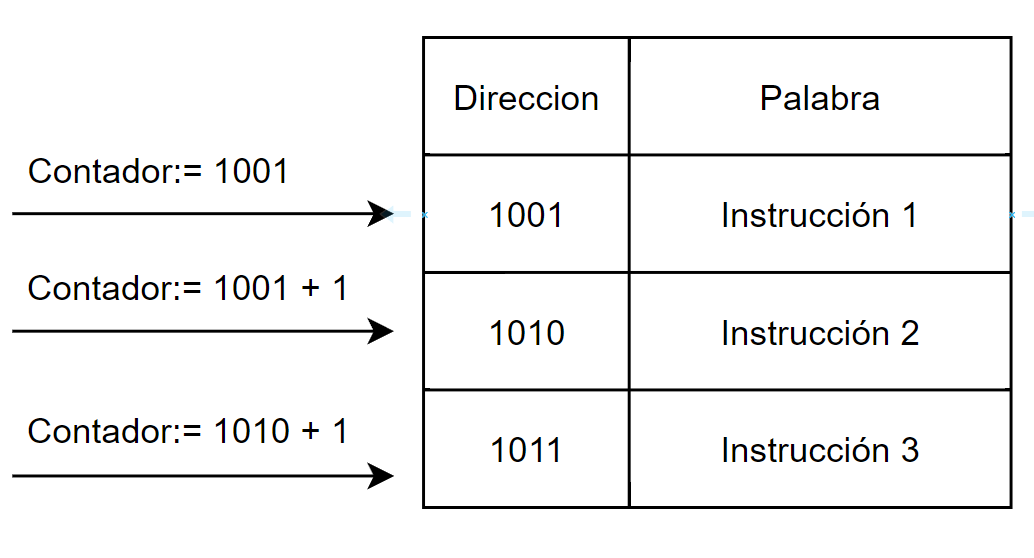 Direccion Palabra
Contador:= 1001
1001 Instrucción 1
Contador:= 1001 + 1
1010 Instrucción 2
Contador:= 1010 + 1
1011 Instrucción 3